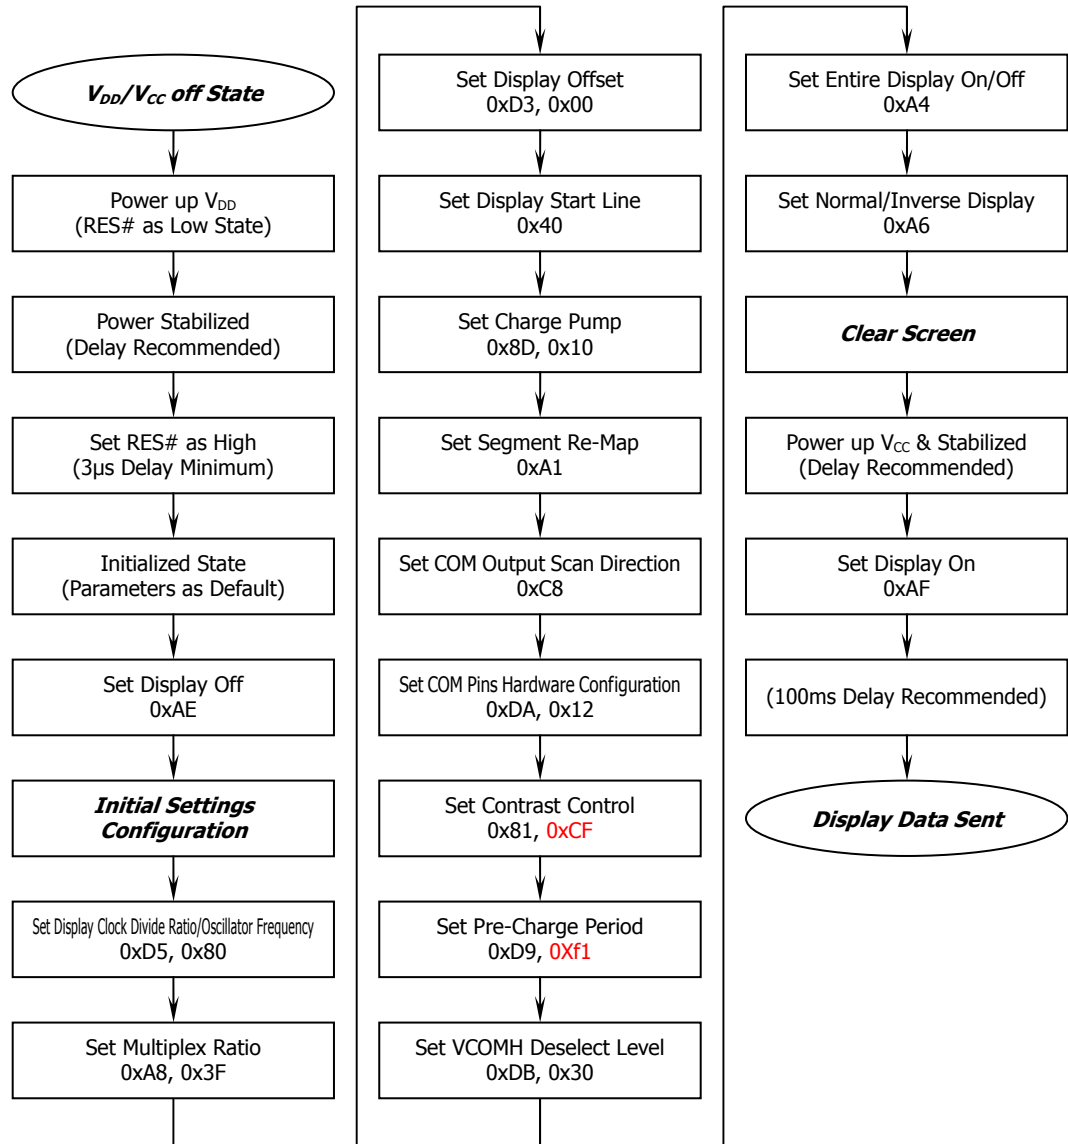 V_DD/V_CC off State
Power up V_DD
(RES# as Low State)
Power Stabilized
(Delay Recommended)
Set RES# as High
(3μs Delay Minimum)
Initialized State
(Parameters as Default)
Set Display Off
0xAE
Initial Settings
Configuration
Set Display Clock Divide Ratio/Oscillator Frequency
0xD5, 0x80
Set Multiplex Ratio
0xA8, 0x3F
Set Display Offset
0xD3, 0x00
Set Display Start Line
0x40
Set Charge Pump
0x8D, 0x10
Set Segment Re-Map
0xA1
Set COM Output Scan Direction
0xC8
Set COM Pins Hardware Configuration
0xDA, 0x12
Set Contrast Control
0x81, 0xCF
Set Pre-Charge Period
0xD9, 0Xf1
Set VCOMH Deselect Level
0xDB, 0x30
Set Entire Display On/Off
0xA4
Set Normal/Inverse Display
0xA6
Clear Screen
Power up V_CC & Stabilized
(Delay Recommended)
Set Display On
0xAF
(100ms Delay Recommended)
Display Data Sent